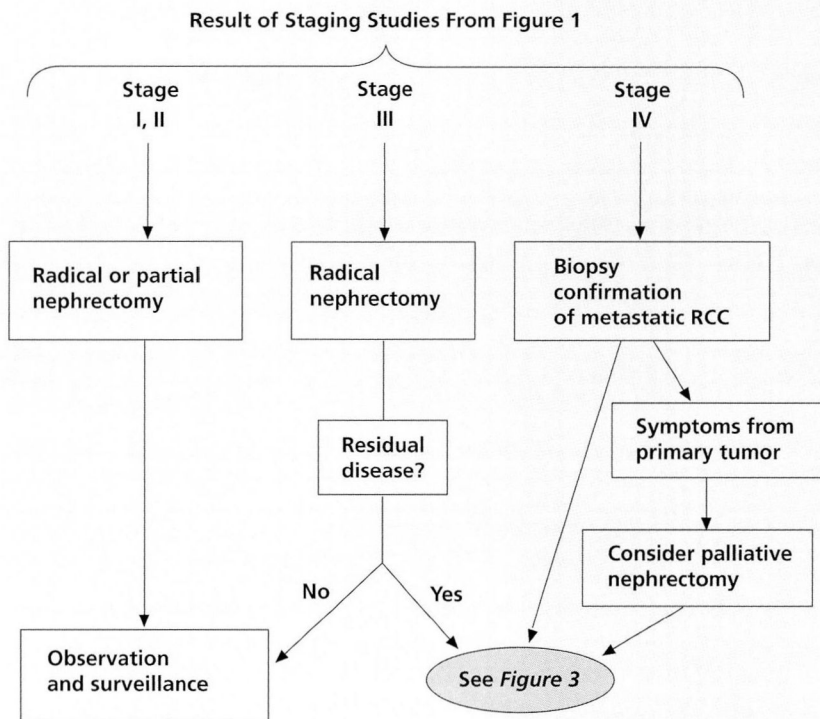 Result of Staging Studies From Figure 1
Stage
I, II
Stage
III
Stage
IV
Radical or partial
nephrectomy
Radical
nephrectomy
Biopsy
confirmation
of metastatic RCC
Residual
disease?
Symptoms from
primary tumor
Consider palliative
nephrectomy
No
Yes
Observation
and surveillance
See Figure 3